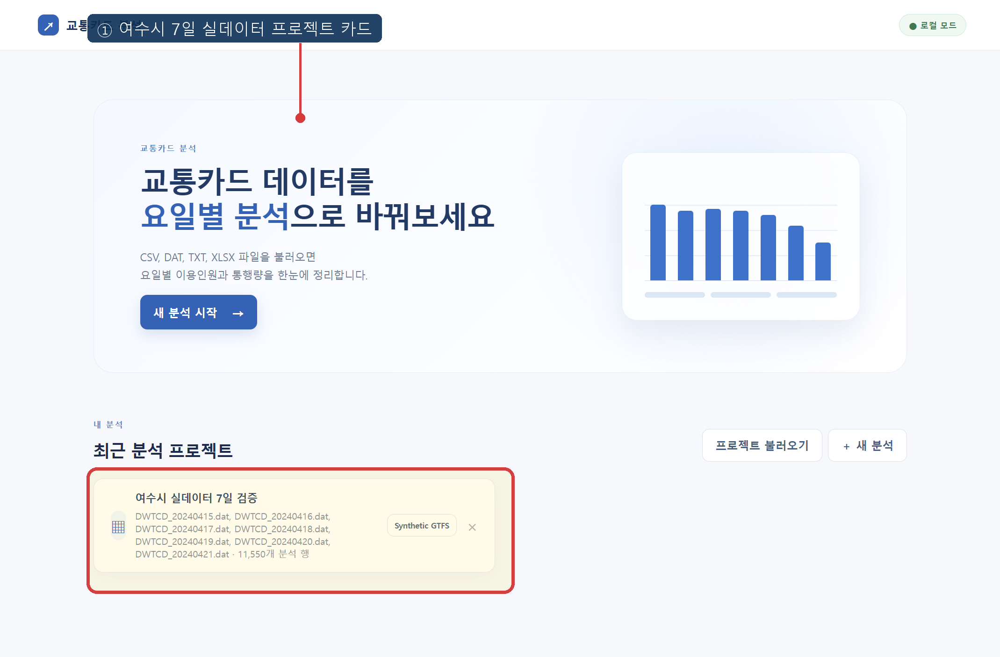 교통
① 여수시 7일 실데이터 프로젝트 카드
● 로컬 모드
교통카드 분석
교통카드 데이터를
요일별 분석으로 바꿔보세요
CSV, DAT, TXT, XLSX 파일을 불러오면
요일별 이용인원과 통행량을 한눈에 정리합니다.
새 분석 시작 →
내 분석
최근 분석 프로젝트
프로젝트 불러오기
+ 새 분석
여수시 실데이터 7일 검증
DWTCD_20240415.dat, DWTCD_20240416.dat,
DWTCD_20240417.dat, DWTCD_20240418.dat,
DWTCD_20240419.dat, DWTCD_20240420.dat,
DWTCD_20240421.dat · 11,550개 분석 행
Synthetic GTFS
×